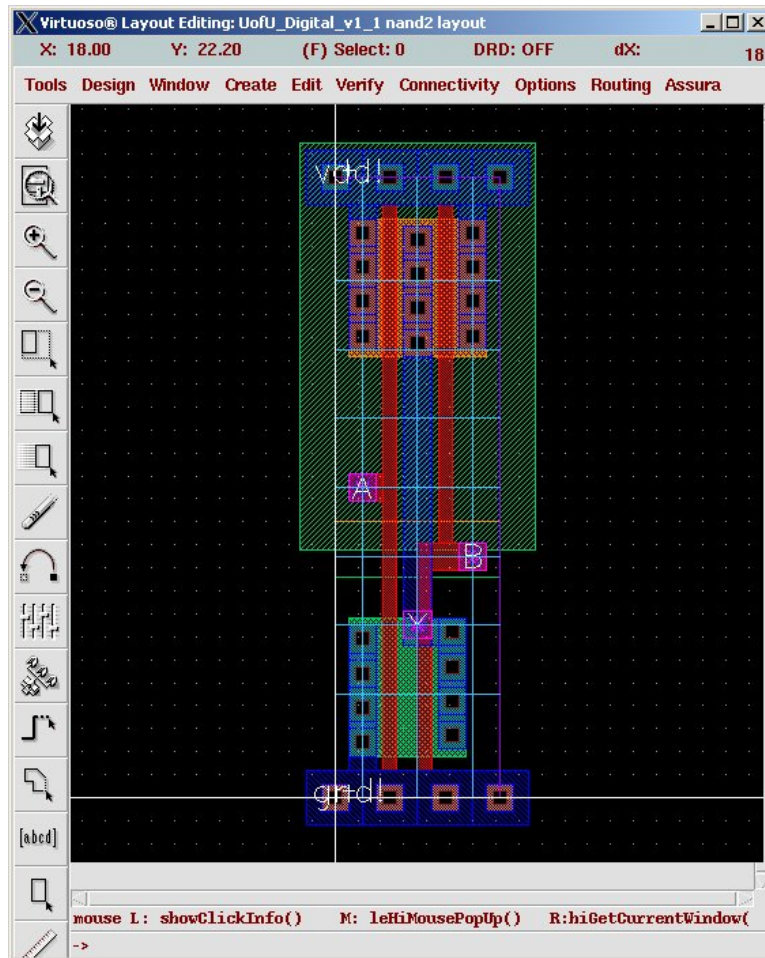 Virtuoso® Layout Editing: UofU_Digital_v1_1 nand2 layout
X: 18.00 Y: 22.20 (F) Select: 0 DRD: OFF dX: 18
Tools Design Window Create Edit Verify Connectivity Options Routing Assura
vdd!
A
B
Y
gnd!
[abcd]
mouse L: showClickInfo() M: leHiMousePopUp() R:hiGetCurrentWindow(
->